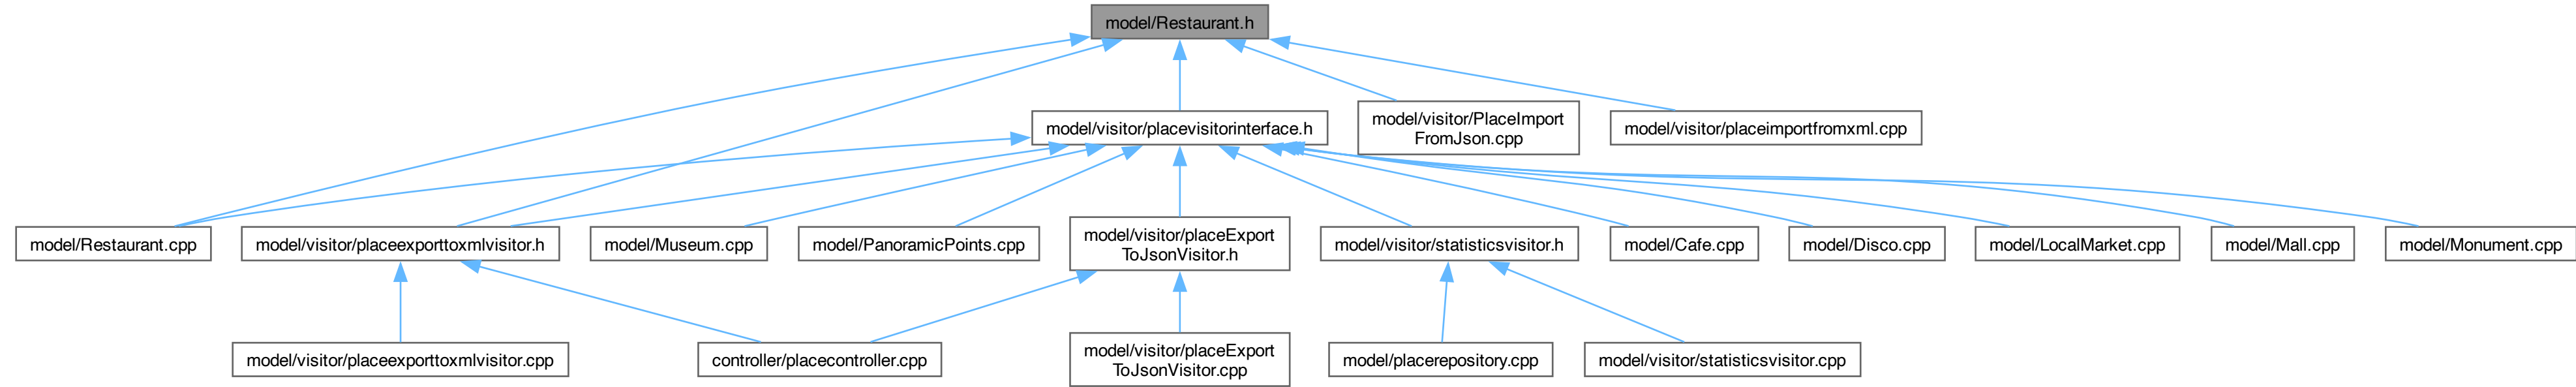 model/Restaurant.h
model/visitor/placevisitorinterface.h
model/visitor/PlaceImport
FromJson.cpp
model/visitor/placeimportfromxml.cpp
model/Restaurant.cpp
model/visitor/placeexporttoxmlvisitor.h
model/Museum.cpp
model/PanoramicPoints.cpp
model/visitor/placeExport
ToJsonVisitor.h
model/visitor/statisticsvisitor.h
model/Cafe.cpp
model/Disco.cpp
model/LocalMarket.cpp
model/Mall.cpp
model/Monument.cpp
model/visitor/placeexporttoxmlvisitor.cpp
controller/placecontroller.cpp
model/visitor/placeExport
ToJsonVisitor.cpp
model/placerepository.cpp
model/visitor/statisticsvisitor.cpp